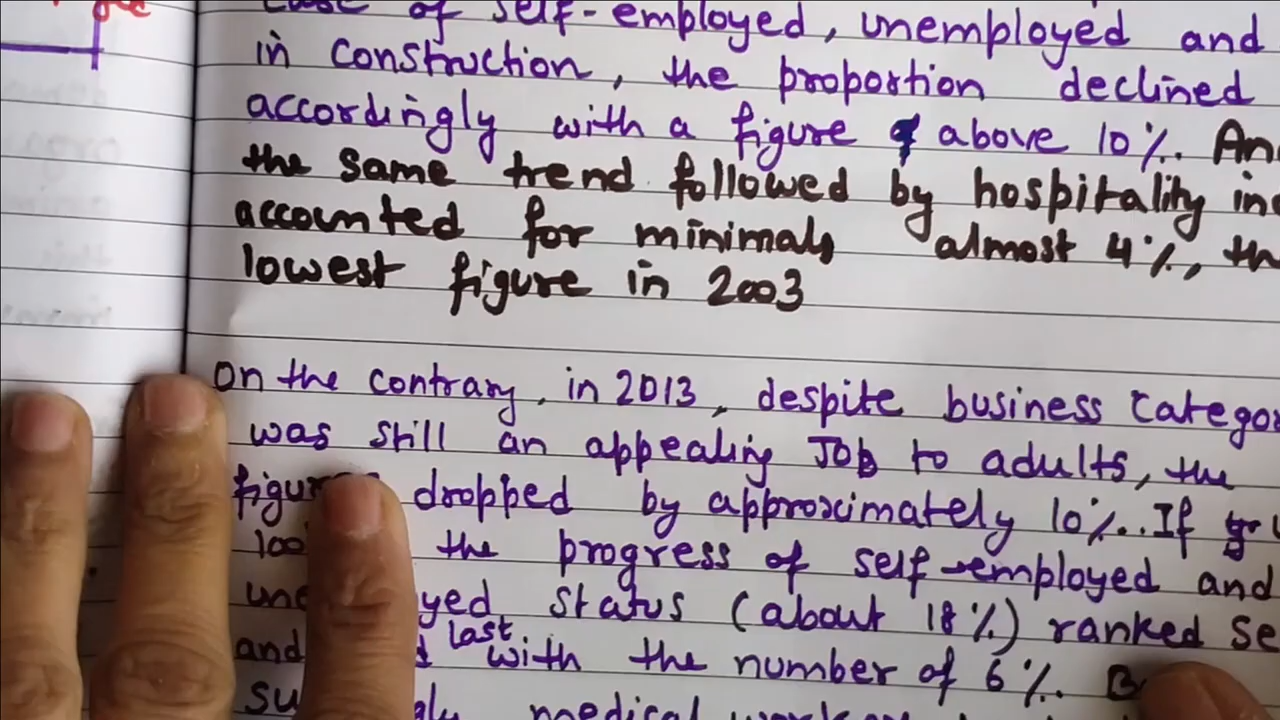 of self-employed, unemployed and
in construction, the proportion declined
accordingly with a figure of above 10%. An
the same trend followed by hospitality in
accounted for minimals almost 4%, th
lowest figure in 2003
on the contrary, in 2013, despite business catego
was still an appealing Job to adults, the
dropped by approximately 10%..If
the progress of self-employed and
status (about 18%) ranked se
and last with the number of 6%.
medical